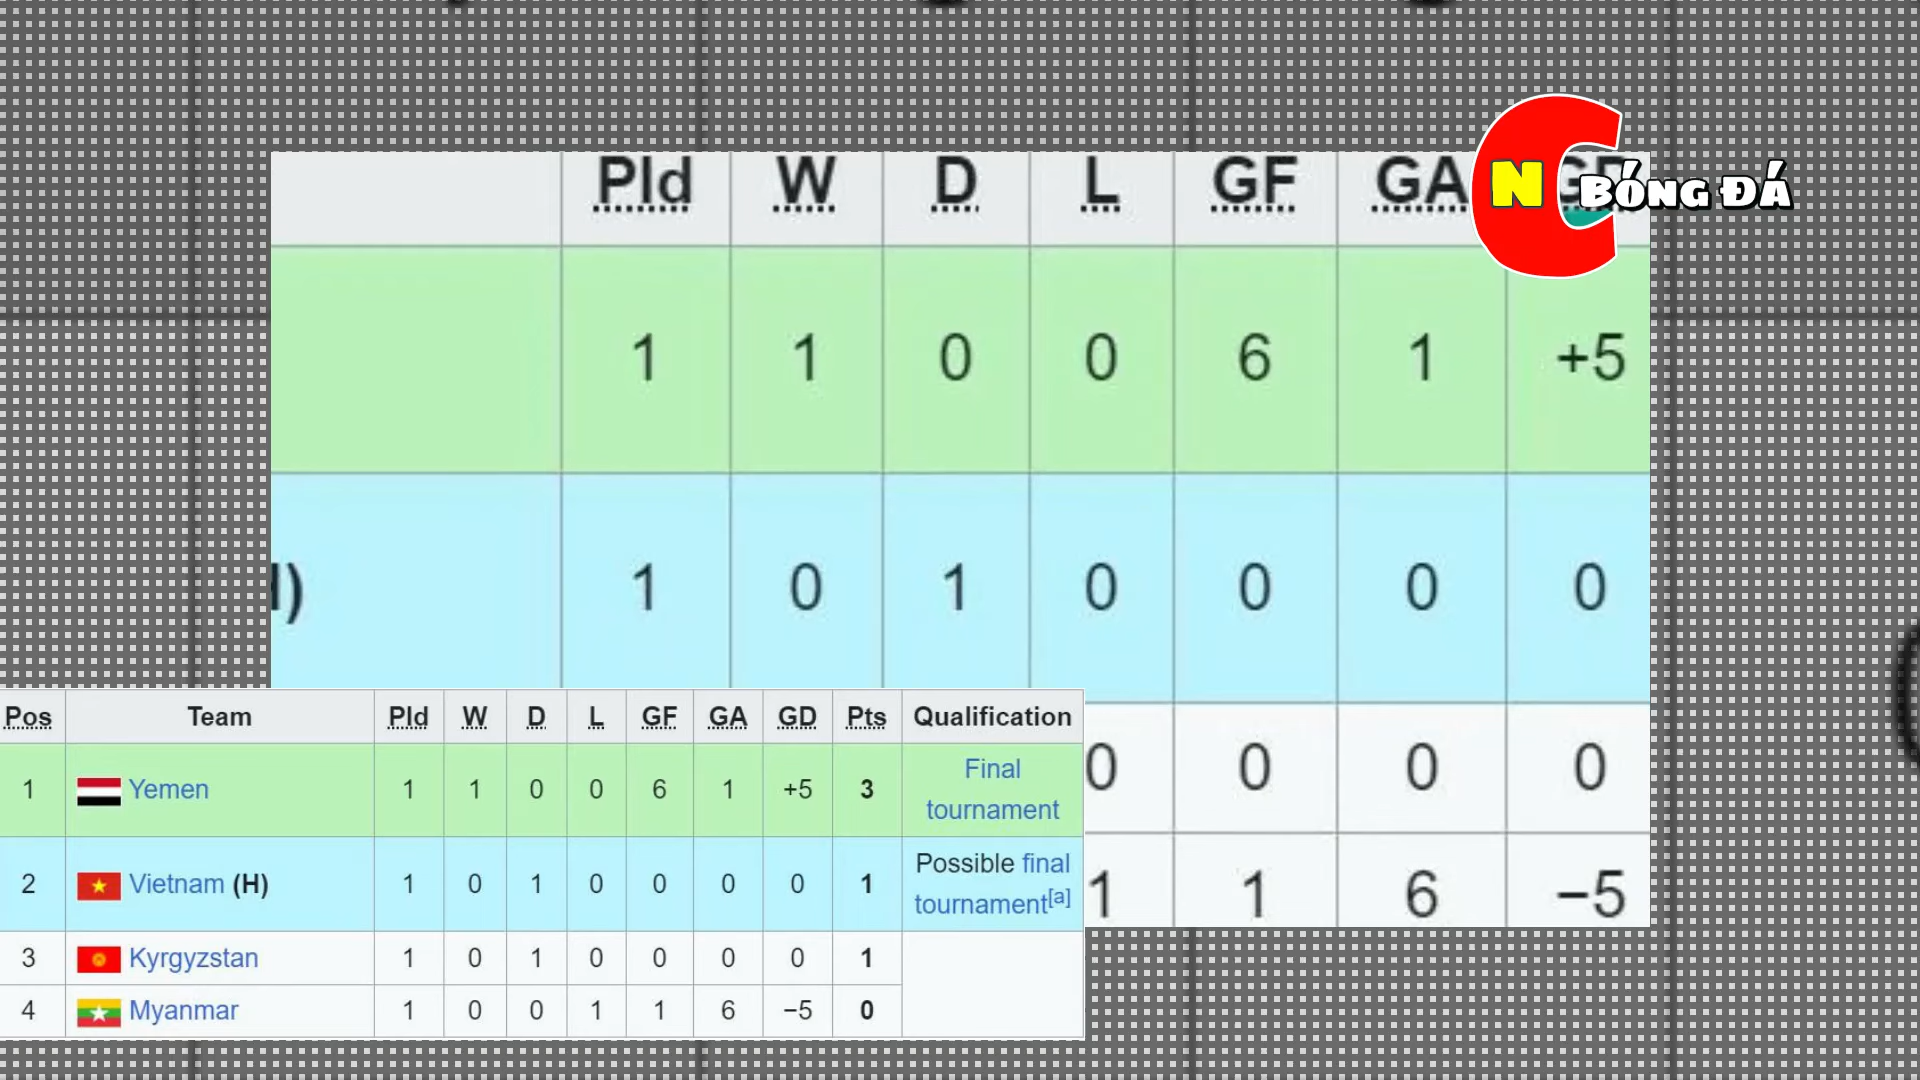 Pld W D L GF GA GD
1 1 0 0 6 1 +5
H) 1 0 1 0 0 0 0
0 0 0 0
1 1 6 −5
N BÓNG ĐÁ
Pos Team Pld W D L GF GA GD Pts Qualification
1 Yemen 1 1 0 0 6 1 +5 3 Final tournament
2 Vietnam (H) 1 0 1 0 0 0 0 1 Possible final tournament[a]
3 Kyrgyzstan 1 0 1 0 0 0 0 1
4 Myanmar 1 0 0 1 1 6 −5 0